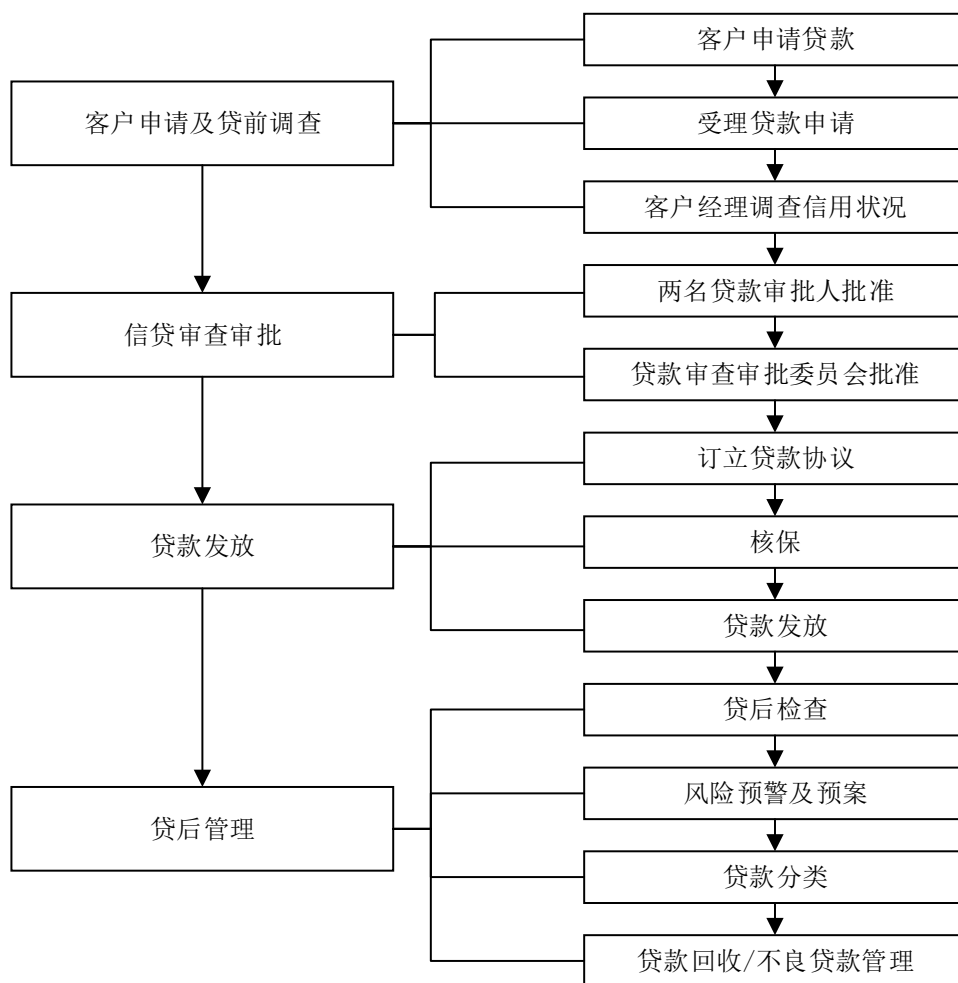 客户申请及贷前调查
客户申请贷款
受理贷款申请
客户经理调查信用状况
信贷审查审批
两名贷款审批人批准
贷款审查审批委员会批准
贷款发放
订立贷款协议
核保
贷款发放
贷后管理
贷后检查
风险预警及预案
贷款分类
贷款回收/不良贷款管理